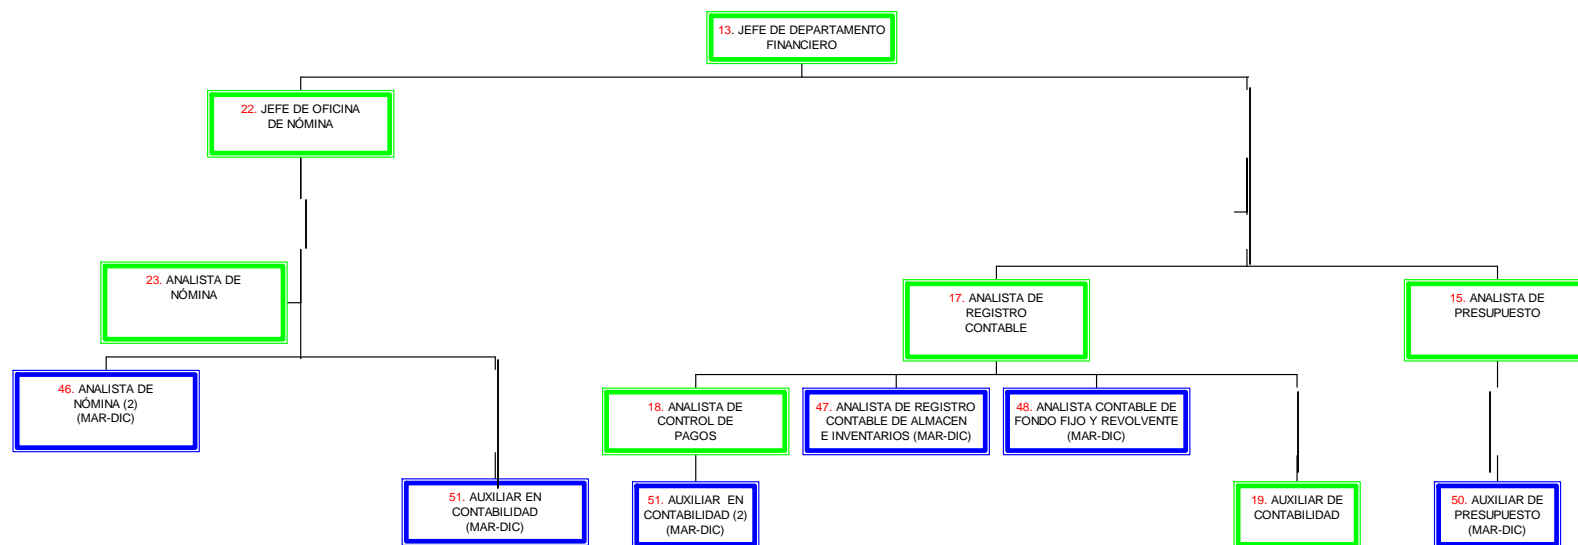 13. JEFE DE DEPARTAMENTO
FINANCIERO
22. JEFE DE OFICINA
DE NÓMINA
23. ANALISTA DE
NÓMINA
17. ANALISTA DE
REGISTRO
CONTABLE
15. ANALISTA DE
PRESUPUESTO
46. ANALISTA DE
NÓMINA (2)
(MAR-DIC)
18. ANALISTA DE
CONTROL DE
PAGOS
47. ANALISTA DE REGISTRO
CONTABLE DE ALMACEN
E INVENTARIOS (MAR-DIC)
48. ANALISTA CONTABLE DE
FONDO FIJO Y REVOLVENTE
(MAR-DIC)
51. AUXILIAR EN
CONTABILIDAD
(MAR-DIC)
51. AUXILIAR EN
CONTABILIDAD (2)
(MAR-DIC)
19. AUXILIAR DE
CONTABILIDAD
50. AUXILIAR DE
PRESUPUESTO
(MAR-DIC)